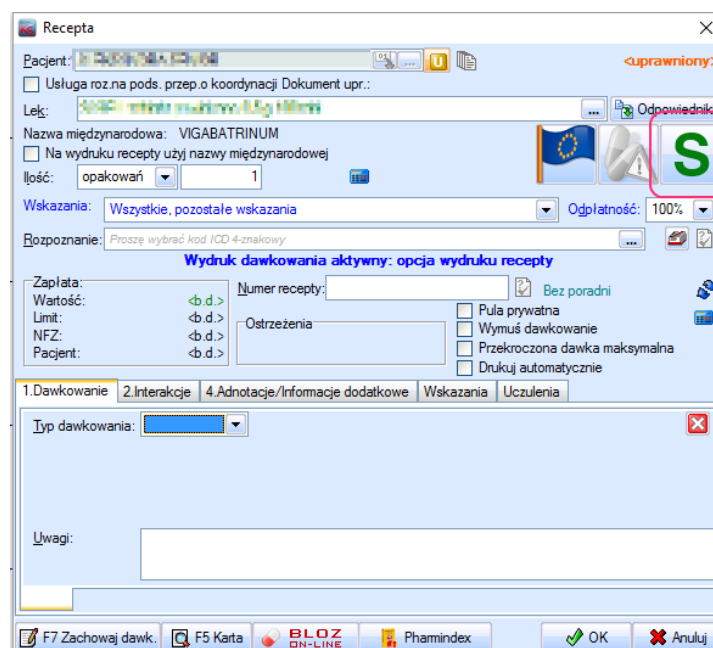 Recepta
Pacjent: ... U <uprawniony>
Usługa roz.na pods. przep.o koordynacji Dokument upr.:
Lek: ... Odpowiednik
Nazwa międzynarodowa: VIGABATRINUM
Na wydruku recepty użyj nazwy międzynarodowej
S
Ilość: opakowań 1
Wskazania: Wszystkie, pozostałe wskazania Odpłatność: 100%
Rozpoznanie: Proszę wybrać kod ICD 4-znakowy ...
Wydruk dawkowania aktywny: opcja wydruku recepty
Zapłata: Numer recepty: Bez poradni
Wartość: <b.d.>
Limit: <b.d.>
NFZ: <b.d.>
Pacjent: <b.d.>
Ostrzeżenia
Pula prywatna
Wymuś dawkowanie
Przekroczona dawka maksymalna
Drukuj automatycznie
1.Dawkowanie 2.Interakcje 4.Adnotacje/Informacje dodatkowe Wskazania Uczulenia
Typ dawkowania:
Uwagi:
F7 Zachowaj dawk. F5 Karta BLOZ ON-LINE Pharmindex OK Anuluj